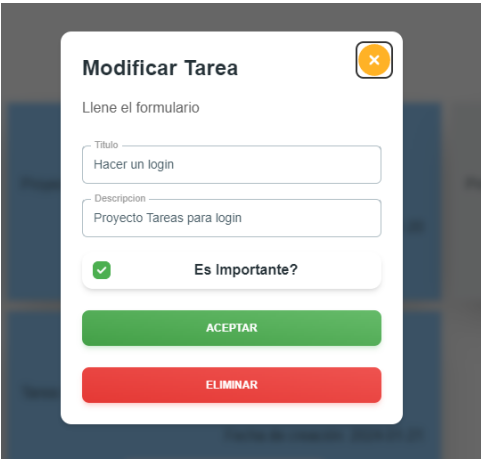 Modificar Tarea
Llene el formulario
Titulo
Hacer un login
Descripcion
Proyecto Tareas para login
Es Importante?
ACEPTAR
ELIMINAR